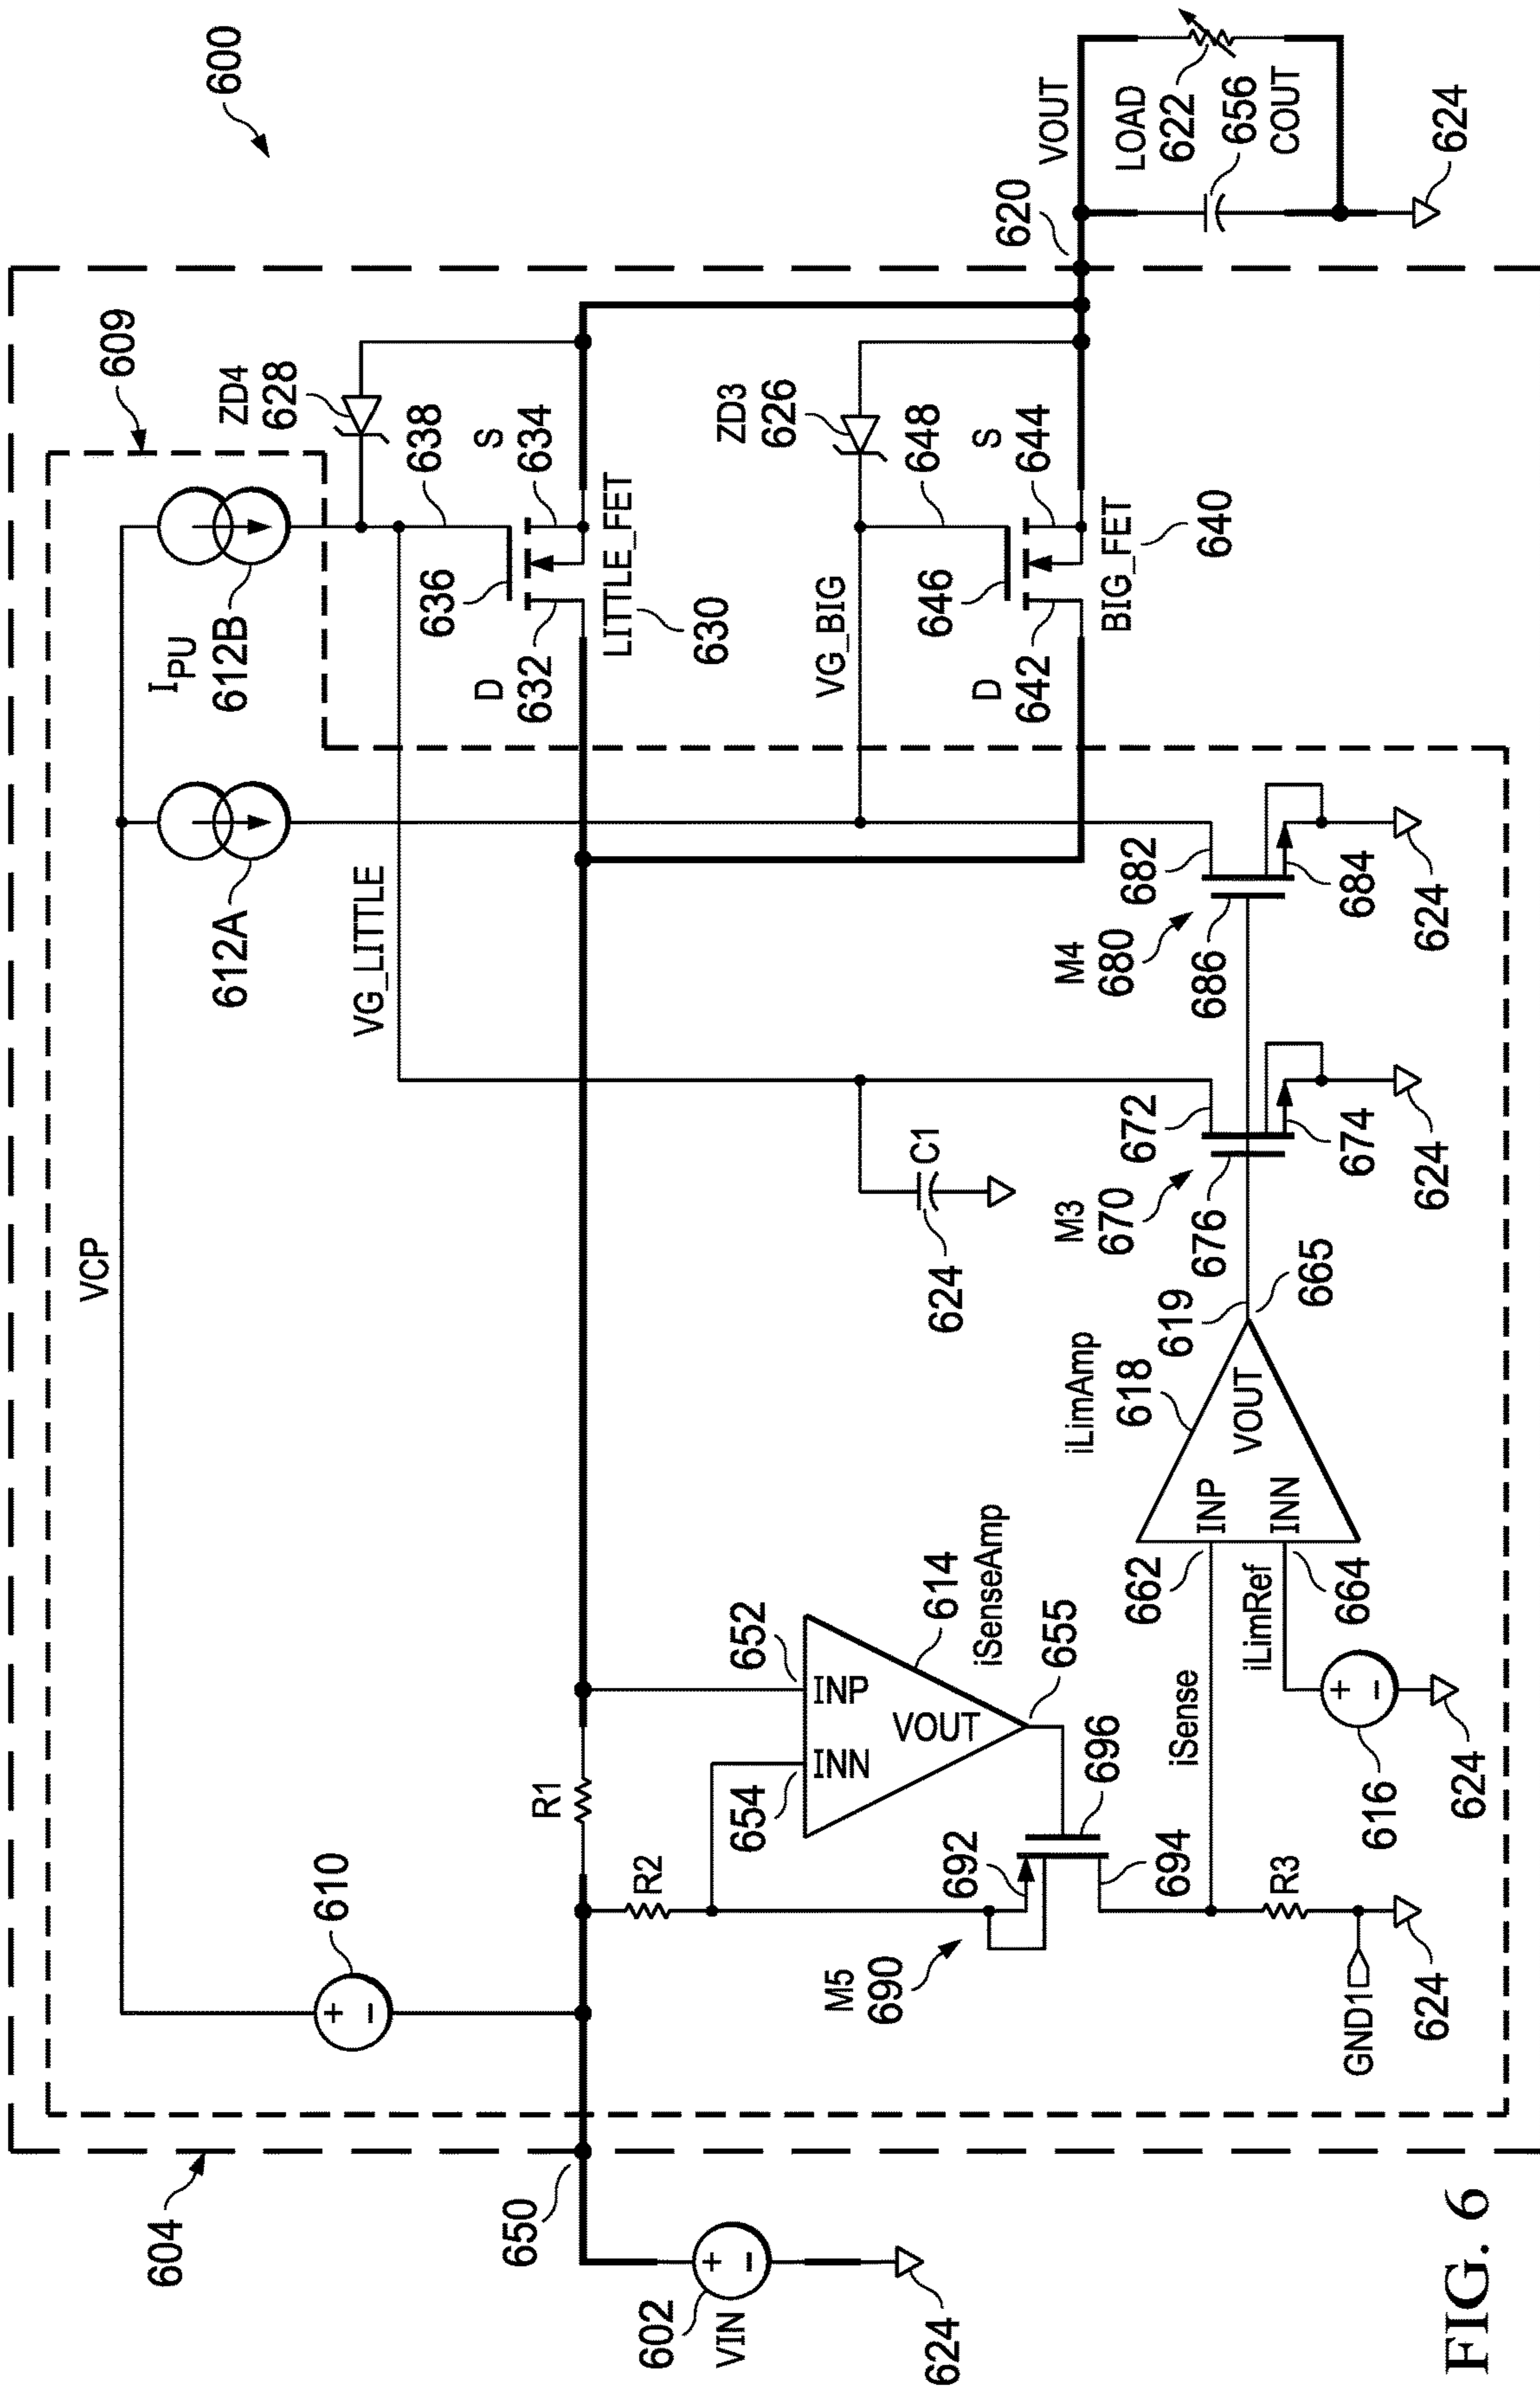 600
604
609
VCP
610
612A
I_PU
612B
ZD4
628
638
VG_LITTLE
636
D
632
S
634
LITTLE_FET
630
ZD3
626
648
VG_BIG
646
D
642
S
644
BIG_FET
640
620
VOUT
LOAD
622
656
COUT
624
650
602
VIN
624
R1
R2
652
654
INP
INN
VOUT
614
iSenseAmp
655
M5
690
692
694
696
iSense
R3
GND1
624
iLimRef
616
624
662
664
INP
INN
VOUT
iLimAmp
618
619
665
C1
624
M3
670
672
674
676
624
M4
680
682
684
686
624
FIG. 6